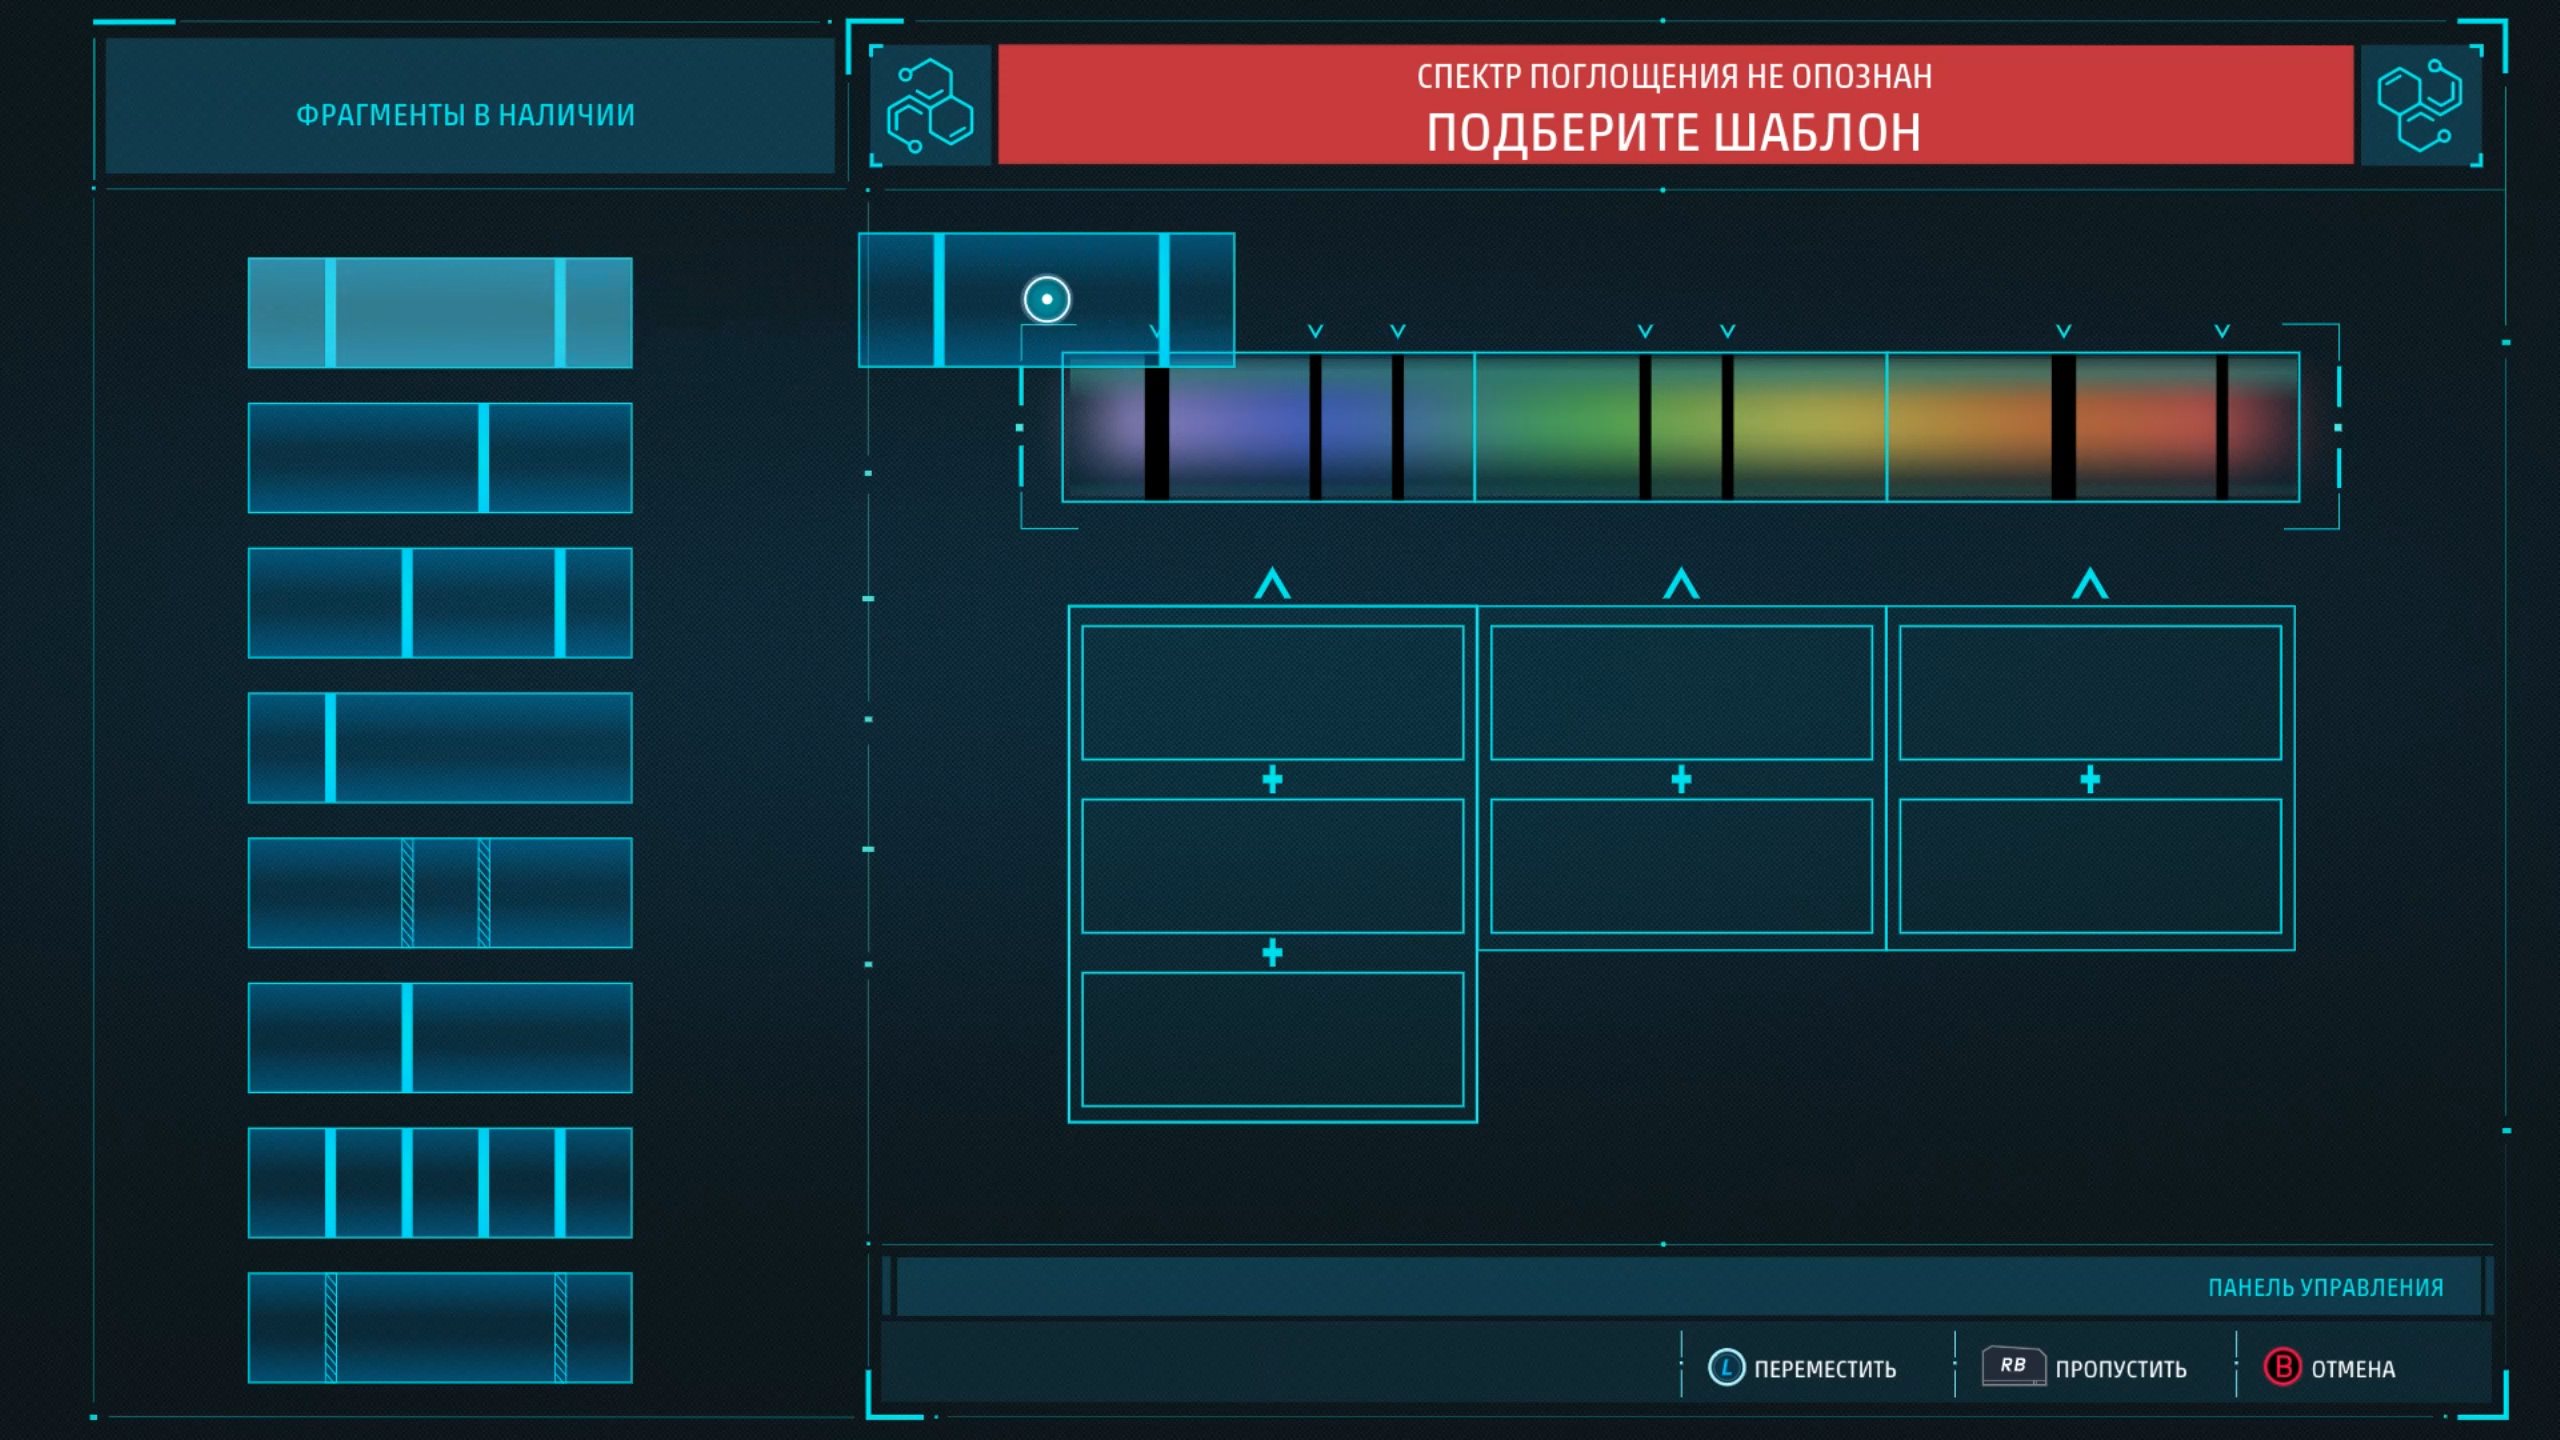 ФРАГМЕНТЫ В НАЛИЧИИ
СПЕКТР ПОГЛОЩЕНИЯ НЕ ОПОЗНАН
ПОДБЕРИТЕ ШАБЛОН
ПАНЕЛЬ УПРАВЛЕНИЯ
L ПЕРЕМЕСТИТЬ RB ПРОПУСТИТЬ B ОТМЕНА